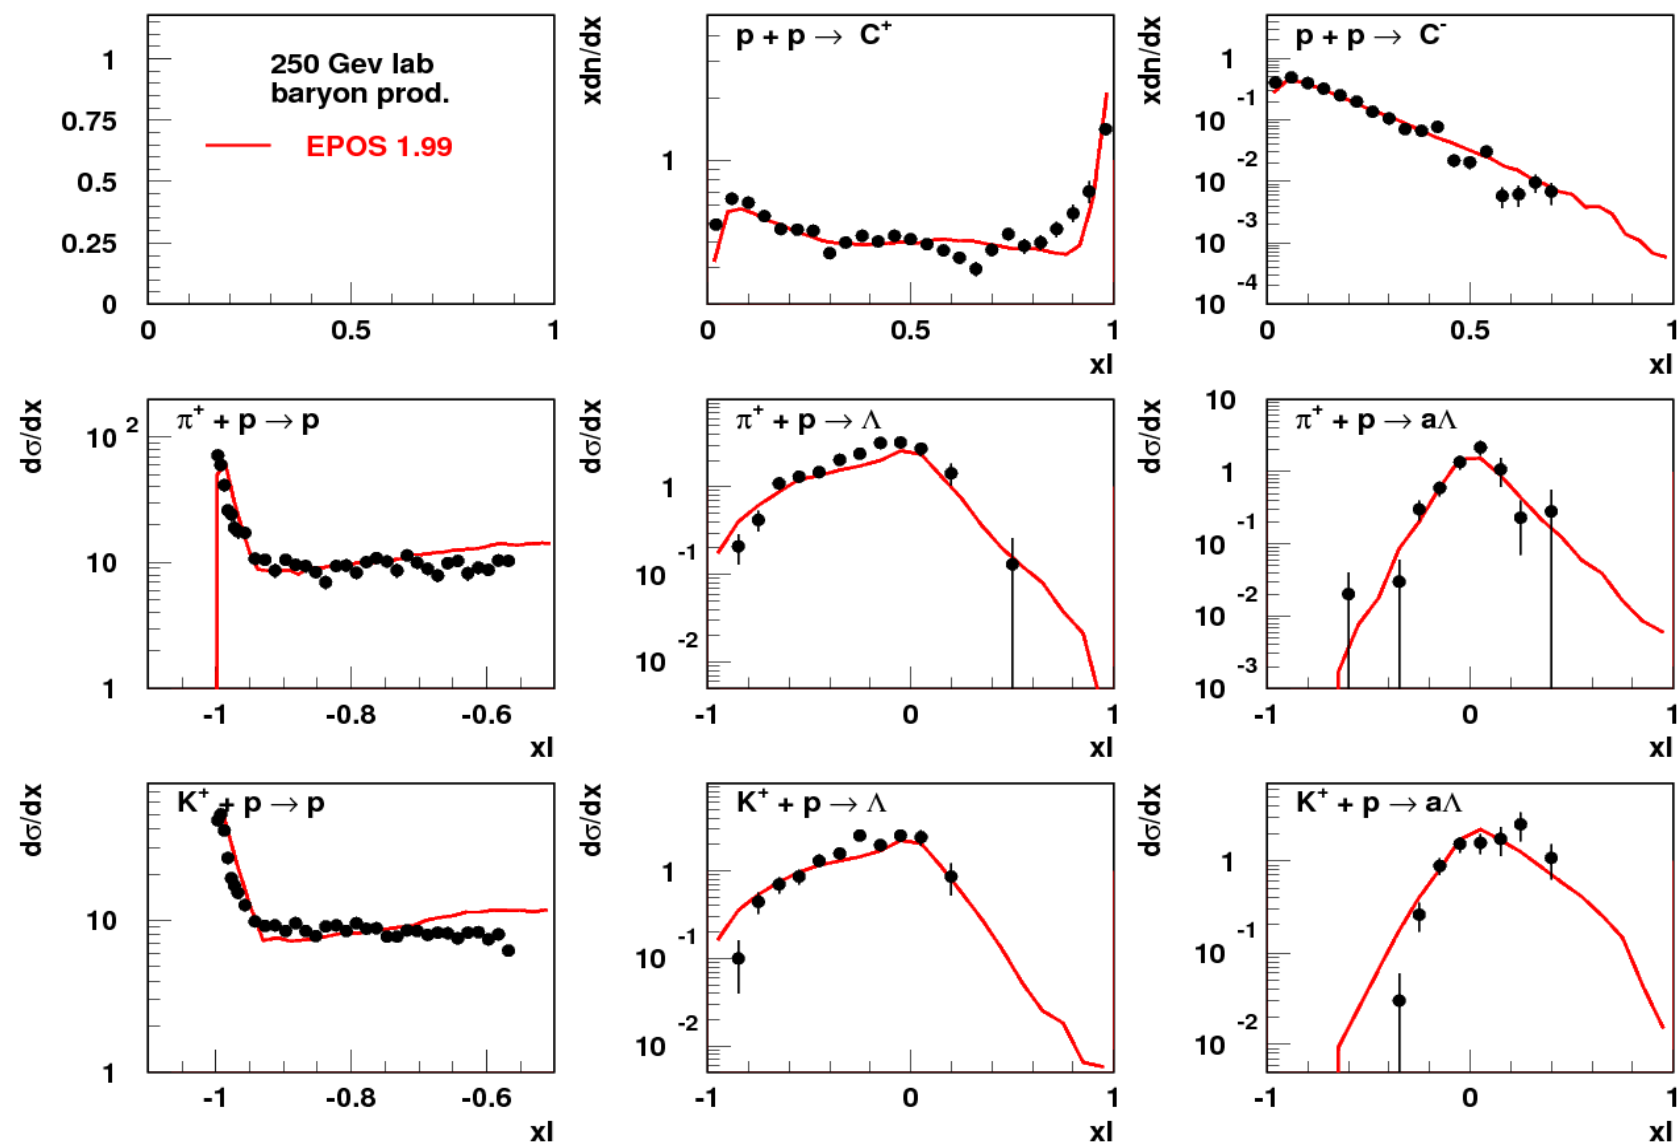 250 Gev lab
baryon prod.
EPOS 1.99
1
0.75
0.5
0.25
0
0 0.5 1
xdn/dx
p + p → C⁺
1
0 0.5 1
xl
xdn/dx
p + p → C⁻
1
10 -1
10 -2
10 -3
10 -4
0 0.5 1
xl
dσ/dx
π⁺ + p → p
10 2
10
1
-1 -0.8 -0.6
xl
dσ/dx
π⁺ + p → Λ
1
10 -1
10 -2
-1 0 1
xl
dσ/dx
π⁺ + p → aΛ
10
1
10 -1
10 -2
10 -3
-1 0 1
xl
dσ/dx
K⁺ + p → p
10
1
-1 -0.8 -0.6
xl
dσ/dx
K⁺ + p → Λ
1
10 -1
10 -2
-1 0 1
xl
dσ/dx
K⁺ + p → aΛ
1
10 -1
10 -2
-1 0 1
xl